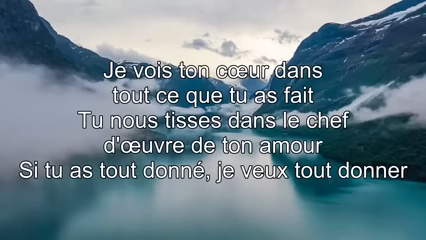 Je vois ton cœur dans
tout ce que tu as fait
Tu nous tisses dans le chef
d'œuvre de ton amour
Si tu as tout donné, je veux tout donner